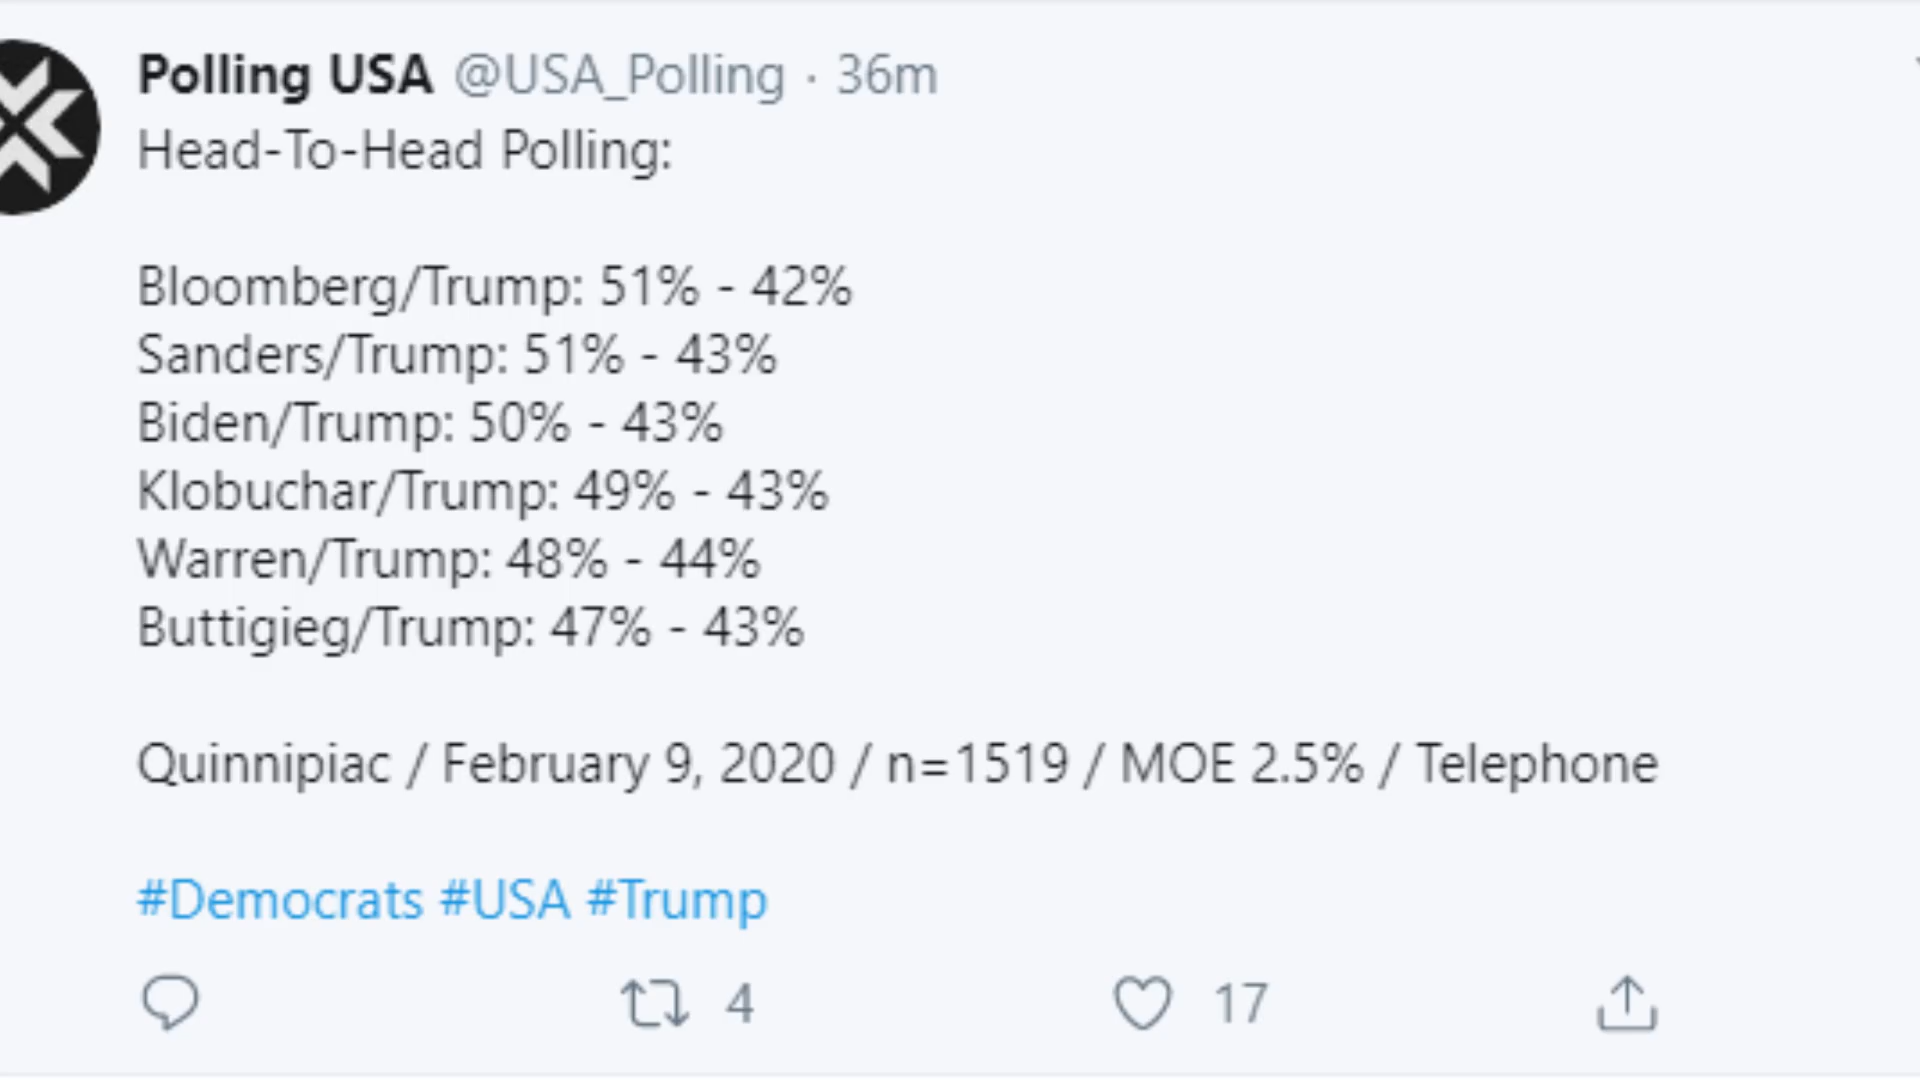 Polling USA @USA_Polling · 36m
Head-To-Head Polling:
Bloomberg/Trump: 51% - 42%
Sanders/Trump: 51% - 43%
Biden/Trump: 50% - 43%
Klobuchar/Trump: 49% - 43%
Warren/Trump: 48% - 44%
Buttigieg/Trump: 47% - 43%
Quinnipiac / February 9, 2020 / n=1519 / MOE 2.5% / Telephone
#Democrats #USA #Trump
4 17